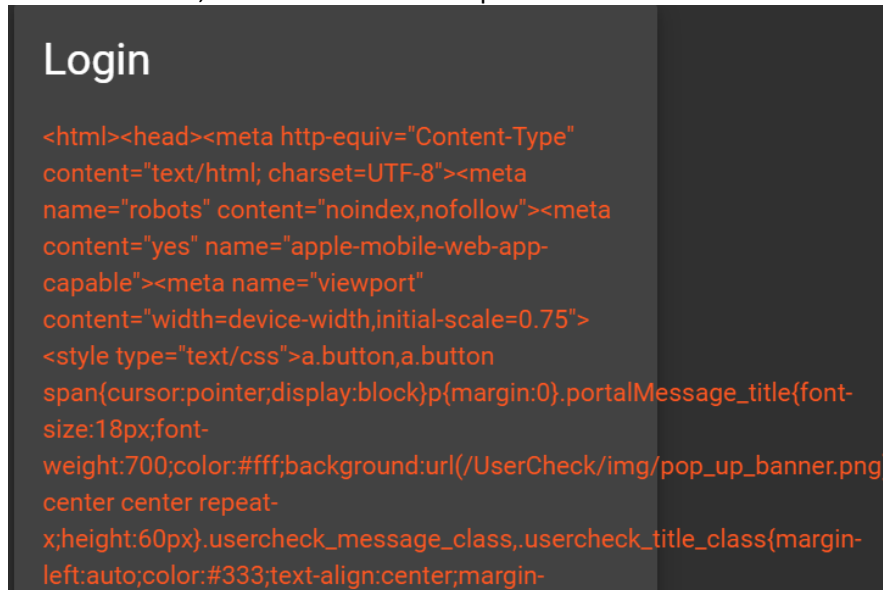 Login
<html><head><meta http-equiv="Content-Type"
content="text/html; charset=UTF-8"><meta
name="robots" content="noindex,nofollow"><meta
content="yes" name="apple-mobile-web-app-
capable"><meta name="viewport"
content="width=device-width,initial-scale=0.75">
<style type="text/css">a.button,a.button
span{cursor:pointer;display:block}p{margin:0}.portalMessage_title{font-
size:18px;font-
weight:700;color:#fff;background:url(/UserCheck/img/pop_up_banner.png)
center center repeat-
x;height:60px}.usercheck_message_class,.usercheck_title_class{margin-
left:auto;color:#333;text-align:center;margin-